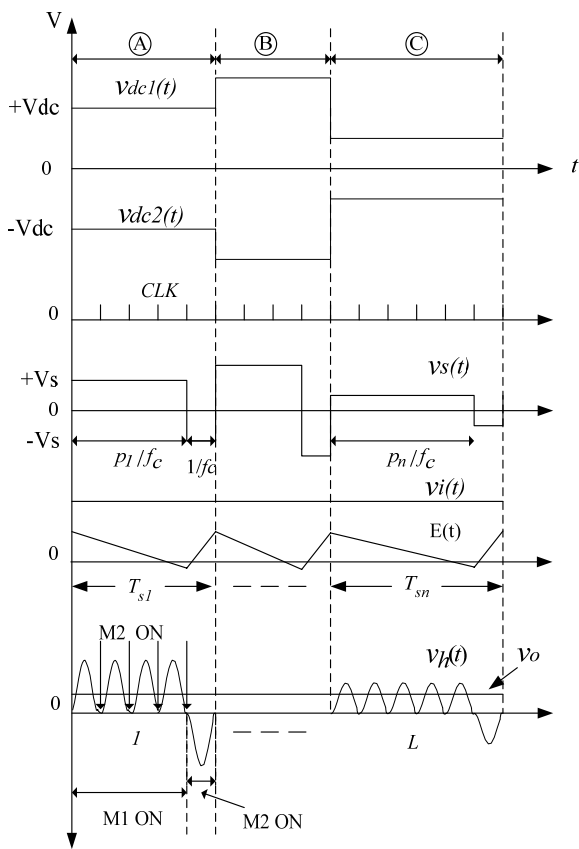 V
Ⓐ Ⓑ Ⓒ
vdc1(t)
+Vdc
0
t
vdc2(t)
-Vdc
CLK
0
+Vs
vs(t)
0
-Vs
p1/fc 1/fc pn/fc
vi(t)
E(t)
0
Ts1 Tsn
M2 ON
vh(t) vo
0
1 L
M1 ON M2 ON